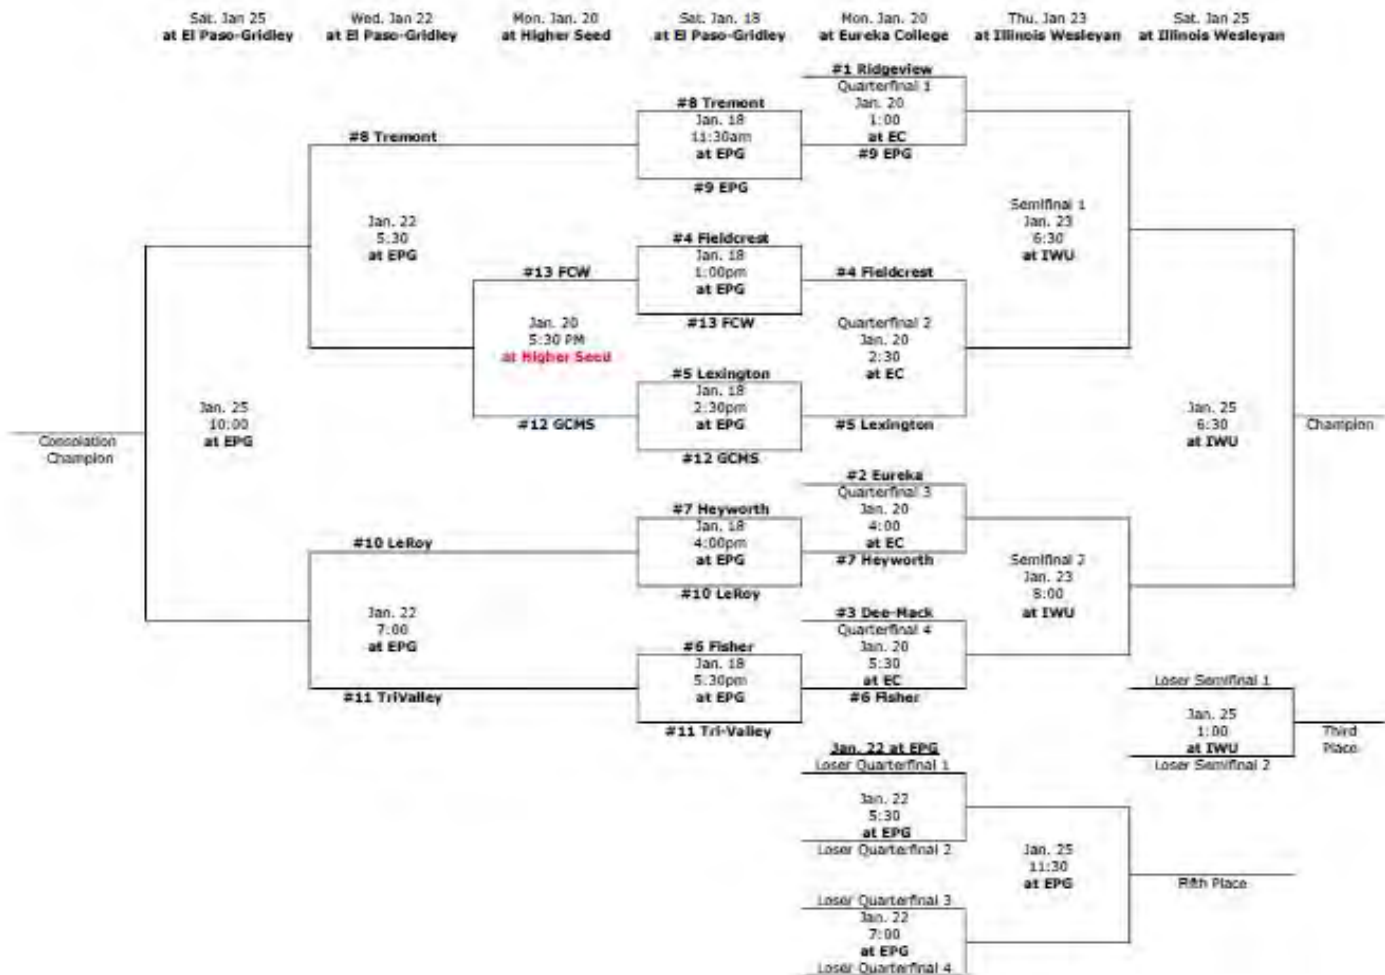 Sat. Jan 25
at El Paso-Gridley
Wed. Jan 22
at El Paso-Gridley
Mon. Jan. 20
at Higher Seed
Sat. Jan. 18
at El Paso-Gridley
Mon. Jan. 20
at Eureka College
Thu. Jan 23
at Illinois Wesleyan
Sat. Jan 25
at Illinois Wesleyan
Jan. 25
10:00
at EPG
Consolation
Champion
#8 Tremont
Jan. 22
5:30
at EPG
#10 LeRoy
Jan. 22
7:00
at EPG
#11 TriValley
#13 FCW
Jan. 20
5:30 PM
at Higher Seed
#12 GCMS
#8 Tremont
Jan. 18
11:30am
at EPG
#9 EPG
#4 Fieldcrest
Jan. 18
1:00pm
at EPG
#13 FCW
#5 Lexington
Jan. 18
2:30pm
at EPG
#12 GCMS
#7 Heyworth
Jan. 18
4:00pm
at EPG
#10 LeRoy
#6 Fisher
Jan. 18
5:30pm
at EPG
#11 Tri-Valley
#1 Ridgeview
Quarterfinal 1
Jan. 20
1:00
at EC
#9 EPG
#4 Fieldcrest
Quarterfinal 2
Jan. 20
2:30
at EC
#5 Lexington
#2 Eureka
Quarterfinal 3
Jan. 20
4:00
at EC
#7 Heyworth
#3 Dee-Mack
Quarterfinal 4
Jan. 20
5:30
at EC
#6 Fisher
Jan. 22 at EPG
Loser Quarterfinal 1
Jan. 22
5:30
at EPG
Loser Quarterfinal 2
Loser Quarterfinal 3
Jan. 22
7:00
at EPG
Loser Quarterfinal 4
Semifinal 1
Jan. 23
6:30
at IWU
Semifinal 2
Jan. 23
8:00
at IWU
Jan. 25
11:30
at EPG
Fifth Place
Jan. 25
6:30
at IWU
Champion
Loser Semifinal 1
Jan. 25
1:00
at IWU
Loser Semifinal 2
Third
Place